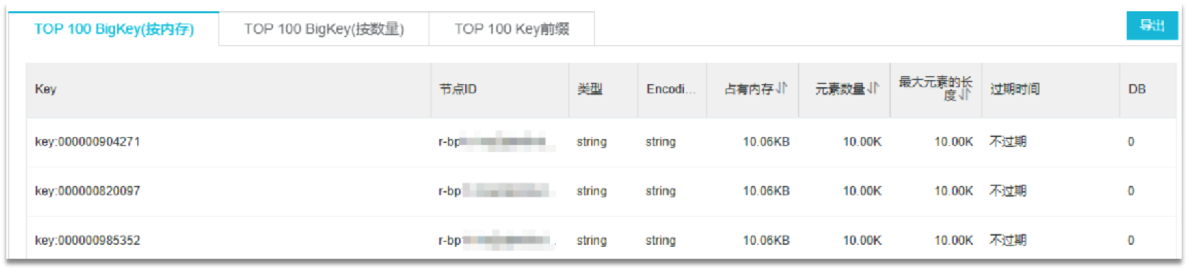 TOP 100 BigKey(按内存) TOP 100 BigKey(按数量) TOP 100 Key前缀 导出
Key 节点ID 类型 Encodi... 占有内存 元素数量 最大元素的长度 过期时间 DB
key:000000904271 r-bp ... string string 10.06KB 10.00K 10.00K 不过期 0
key:000000820097 r-bp ... string string 10.06KB 10.00K 10.00K 不过期 0
key:000000985352 r-bp ... string string 10.06KB 10.00K 10.00K 不过期 0